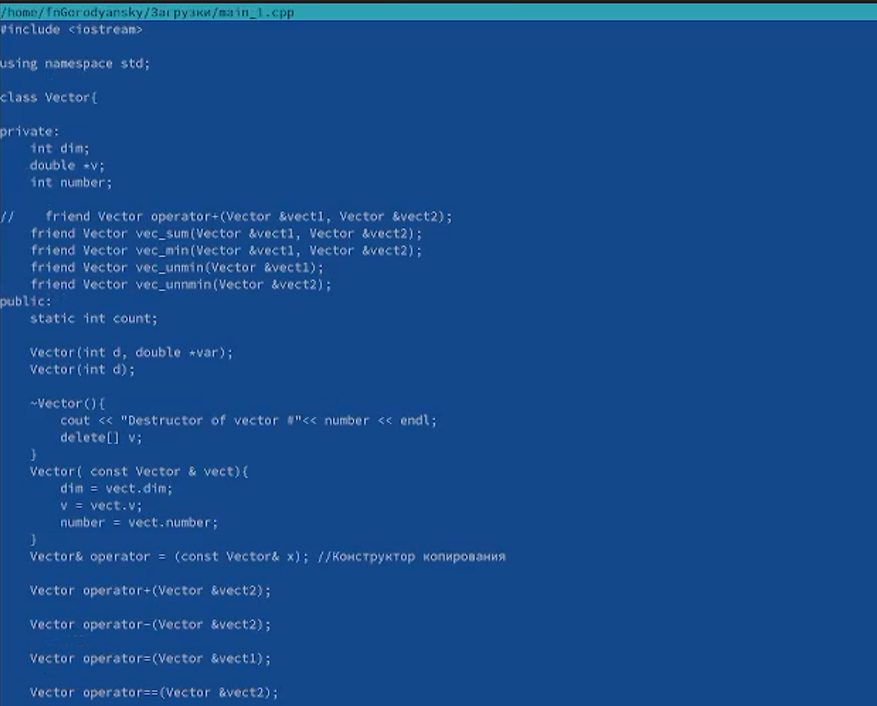 /home/fnGorodyansky/Загрузки/main_1.cpp
#include <iostream>
using namespace std;
class Vector{
private:
    int dim;
    double *v;
    int number;
//    friend Vector operator+(Vector &vect1, Vector &vect2);
    friend Vector vec_sum(Vector &vect1, Vector &vect2);
    friend Vector vec_min(Vector &vect1, Vector &vect2);
    friend Vector vec_unmin(Vector &vect1);
    friend Vector vec_unnmin(Vector &vect2);
public:
    static int count;
    Vector(int d, double *var);
    Vector(int d);
    ~Vector(){
        cout << "Destructor of vector #"<< number << endl;
        delete[] v;
    }
    Vector( const Vector & vect){
        dim = vect.dim;
        v = vect.v;
        number = vect.number;
    }
    Vector& operator = (const Vector& x); //Конструктор копирования
    Vector operator+(Vector &vect2);
    Vector operator-(Vector &vect2);
    Vector operator=(Vector &vect1);
    Vector operator==(Vector &vect2);